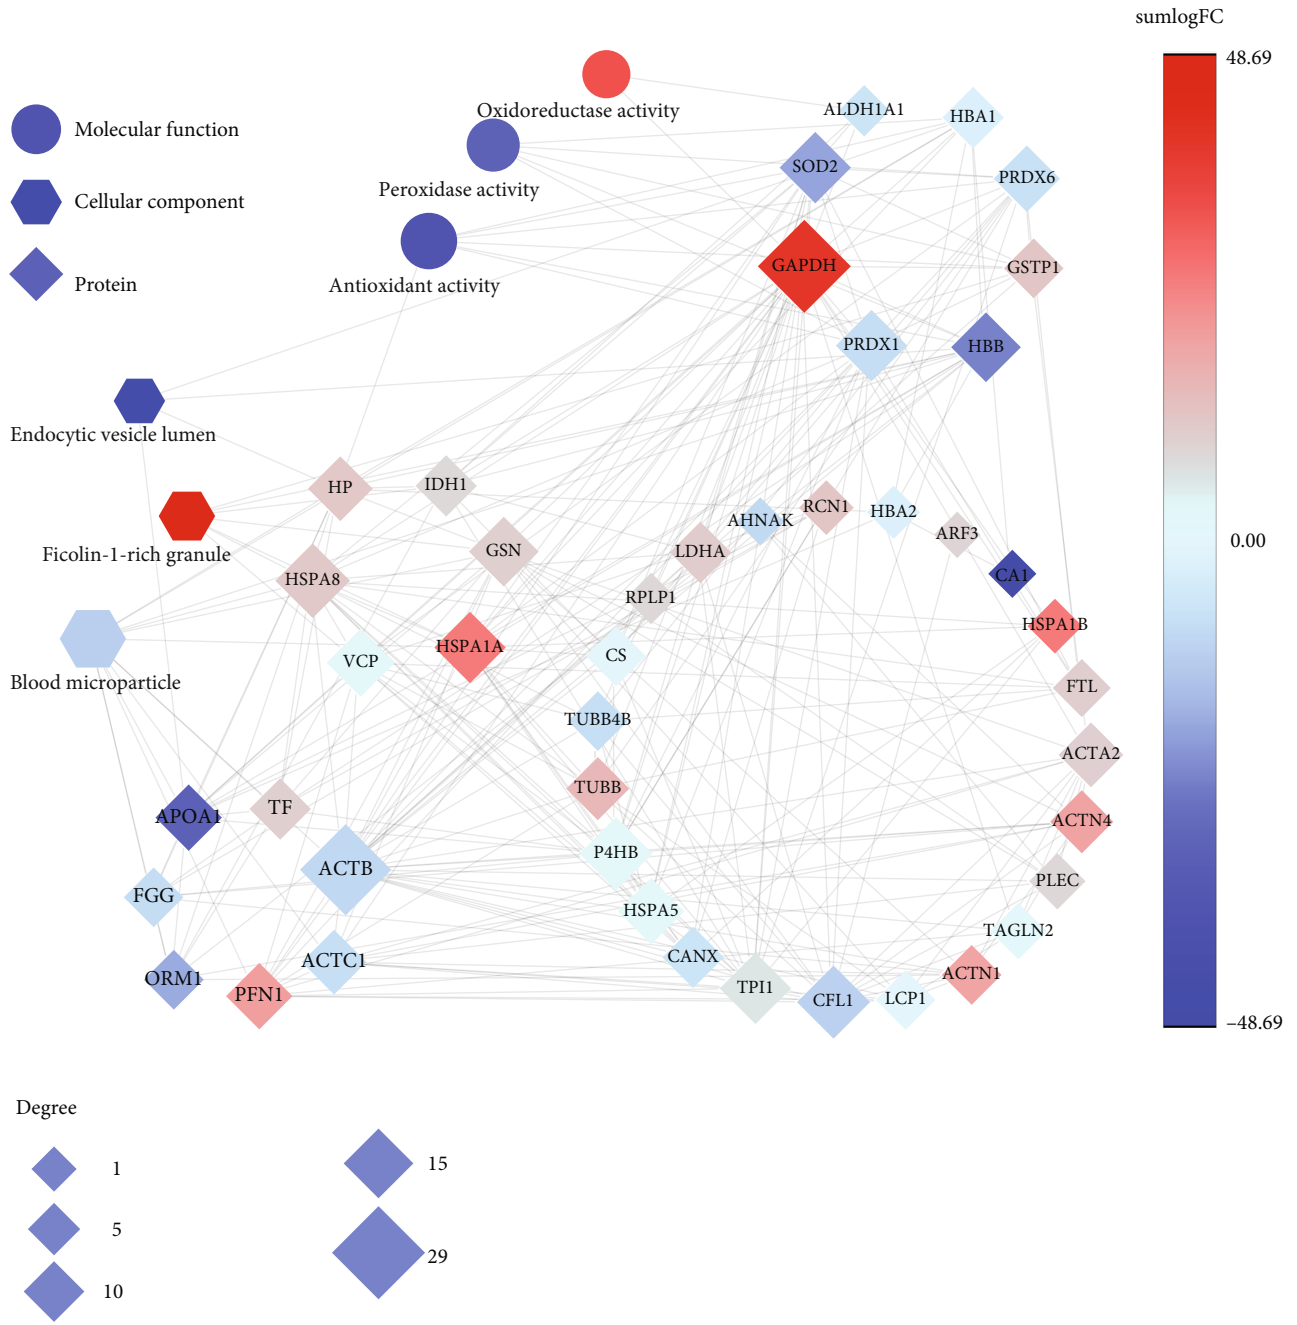 sumlogFC
48.69
0.00
−48.69
Molecular function
Cellular component
Protein
Oxidoreductase activity
Peroxidase activity
Antioxidant activity
Endocytic vesicle lumen
Ficolin-1-rich granule
Blood microparticle
ALDH1A1
HBA1
SOD2
PRDX6
GAPDH
GSTP1
PRDX1
HBB
HP
IDH1
AHNAK
RCN1
HBA2
ARF3
GSN
LDHA
HSPA8
CA1
RPLP1
HSPA1B
HSPA1A
VCP
CS
FTL
TUBB4B
ACTA2
TUBB
APOA1
TF
ACTN4
P4HB
ACTB
PLEC
FGG
HSPA5
TAGLN2
CANX
ACTC1
ORM1
PFN1
TPI1
CFL1
LCP1
ACTN1
Degree
1
5
10
15
29